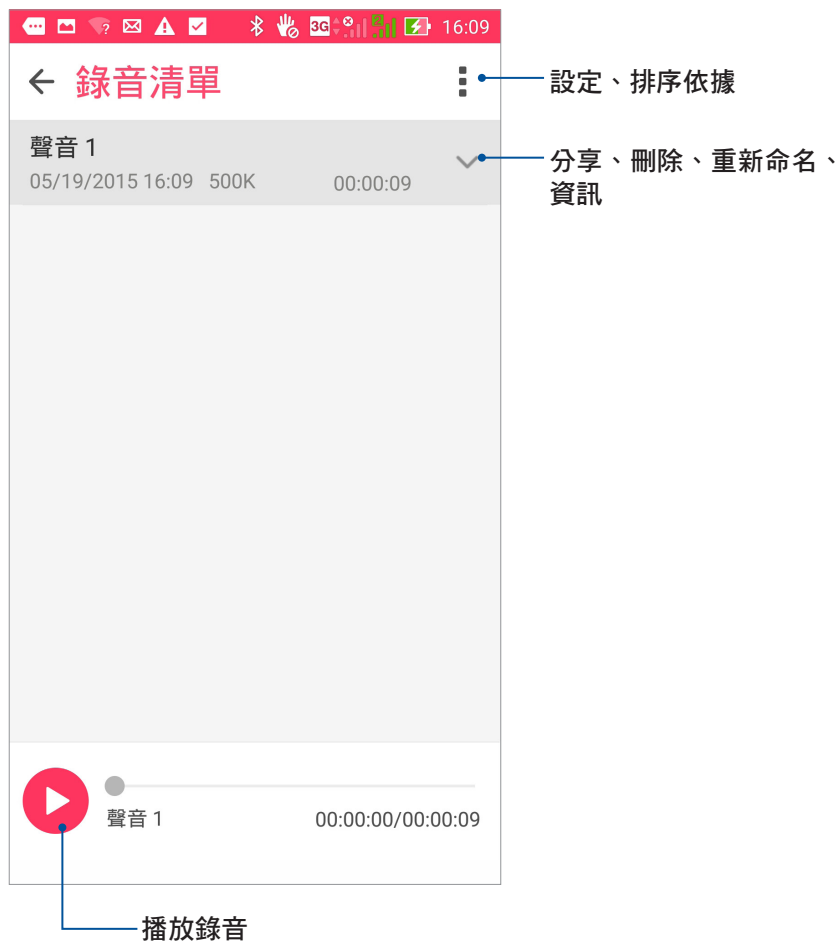 3G 2 16:09
錄音清單
設定、排序依據
聲音 1
05/19/2015 16:09 500K 00:00:09
分享、刪除、重新命名、
資訊
聲音 1 00:00:00/00:00:09
播放錄音